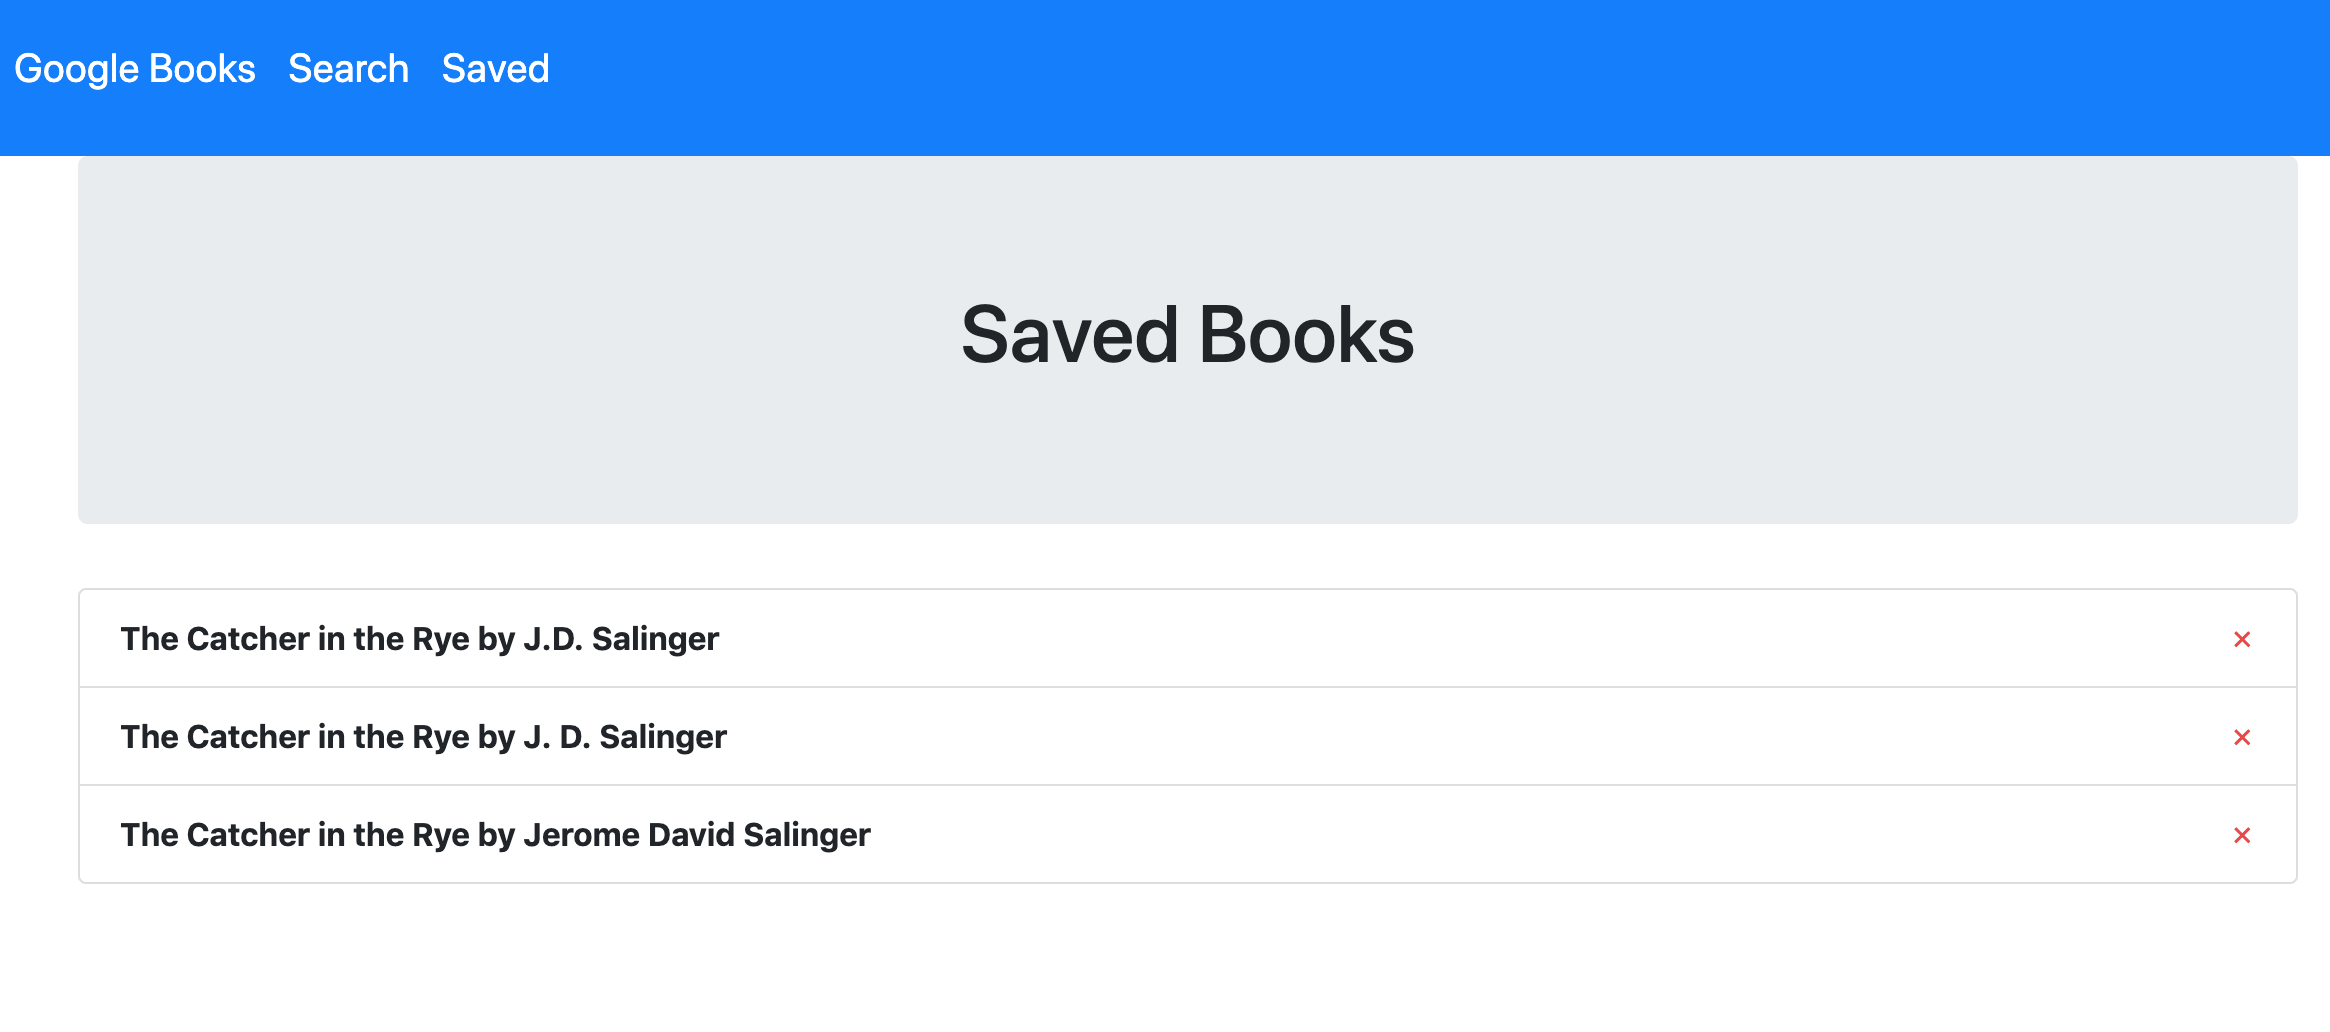 Google Books Search Saved
Saved Books
The Catcher in the Rye by J.D. Salinger ×
The Catcher in the Rye by J. D. Salinger ×
The Catcher in the Rye by Jerome David Salinger ×